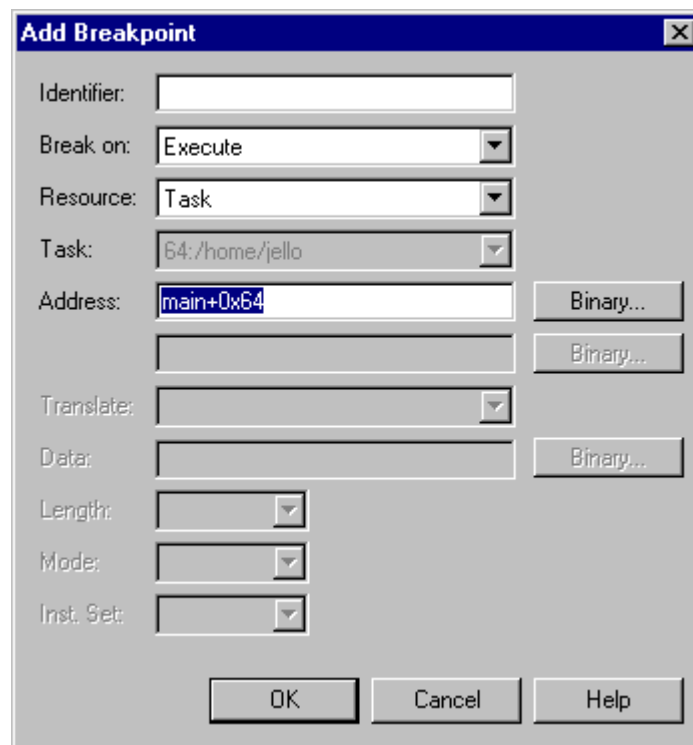 Add Breakpoint
Identifier:
Break on: Execute
Resource: Task
Task: 64:/home/jello
Address: main+0x64 Binary...
Binary...
Translate:
Data: Binary...
Length:
Mode:
Inst. Set:
OK Cancel Help